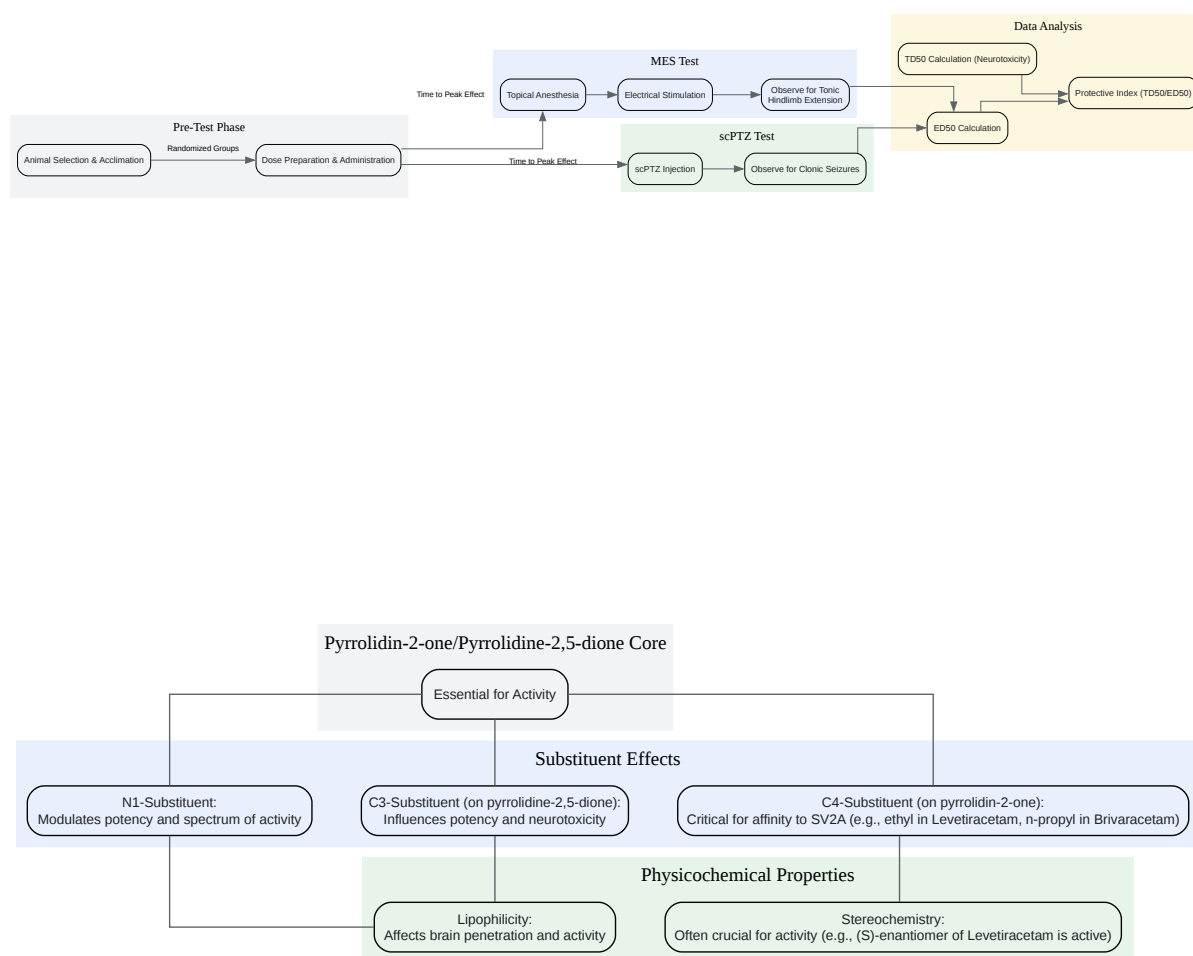 Data Analysis
TD50 Calculation (Neurotoxicity)
Protective Index (TD50/ED50)
ED50 Calculation
MES Test
Time to Peak Effect
Topical Anesthesia
Electrical Stimulation
Observe for Tonic
Hindlimb Extension
Pre-Test Phase
Animal Selection & Acclimation
Randomized Groups
Dose Preparation & Administration
Time to Peak Effect
scPTZ Test
scPTZ Injection
Observe for Clonic Seizures
Pyrrolidin-2-one/Pyrrolidine-2,5-dione Core
Essential for Activity
Substituent Effects
N1-Substituent:
Modulates potency and spectrum of activity
C3-Substituent (on pyrrolidine-2,5-dione):
Influences potency and neurotoxicity
C4-Substituent (on pyrrolidin-2-one):
Critical for affinity to SV2A (e.g., ethyl in Levetiracetam, n-propyl in Brivaracetam)
Physicochemical Properties
Lipophilicity:
Affects brain penetration and activity
Stereochemistry:
Often crucial for activity (e.g., (S)-enantiomer of Levetiracetam is active)